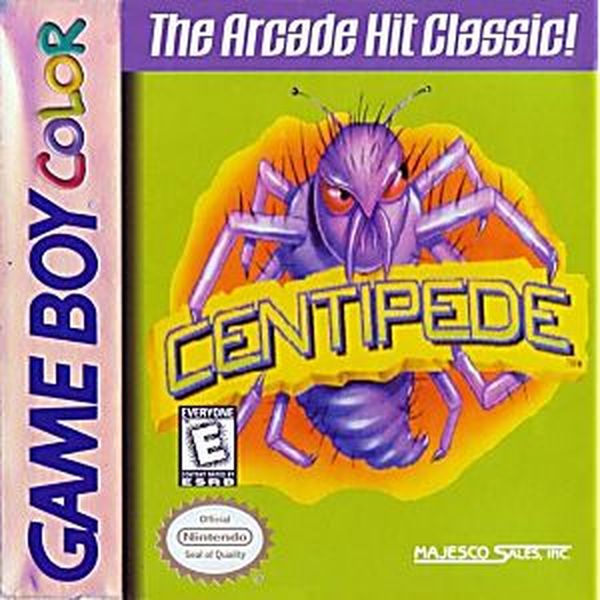 The Arcade Hit Classic!
GAME BOY COLOR
CENTIPEDE
TM
EVERYONE
E
CONTENT RATED BY
ESRB
Official
Nintendo
Seal of Quality
MAJESCO SALES, INC.